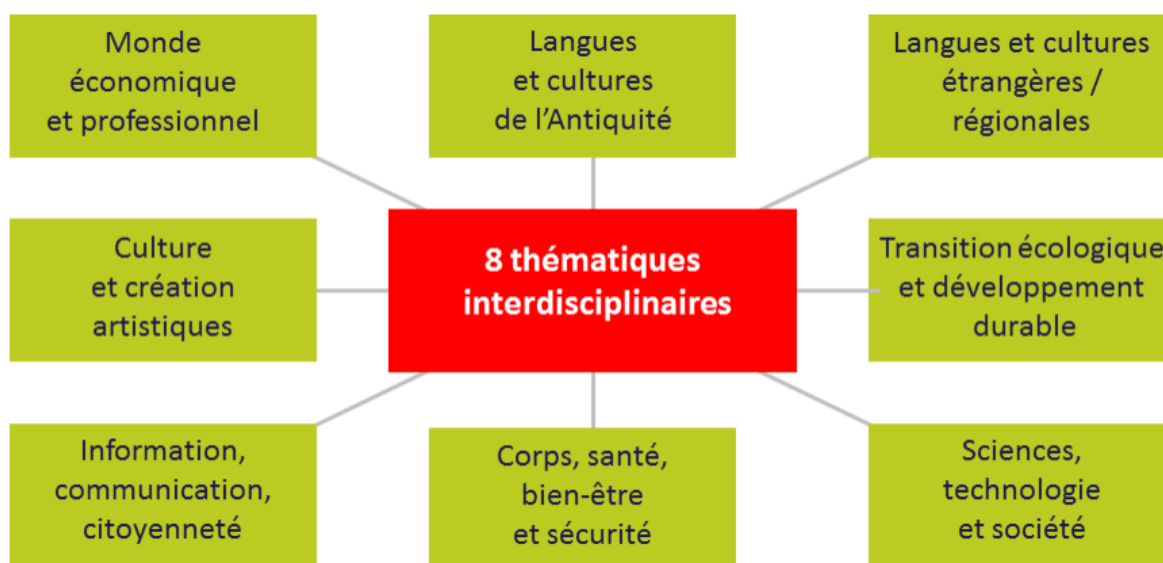 Monde
économique
et professionnel
Langues
et cultures
de l'Antiquité
Langues et cultures
étrangères /
régionales
Culture
et création
artistiques
8 thématiques
interdisciplinaires
Transition écologique
et développement
durable
Information,
communication,
citoyenneté
Corps, santé,
bien-être
et sécurité
Sciences,
technologie
et société